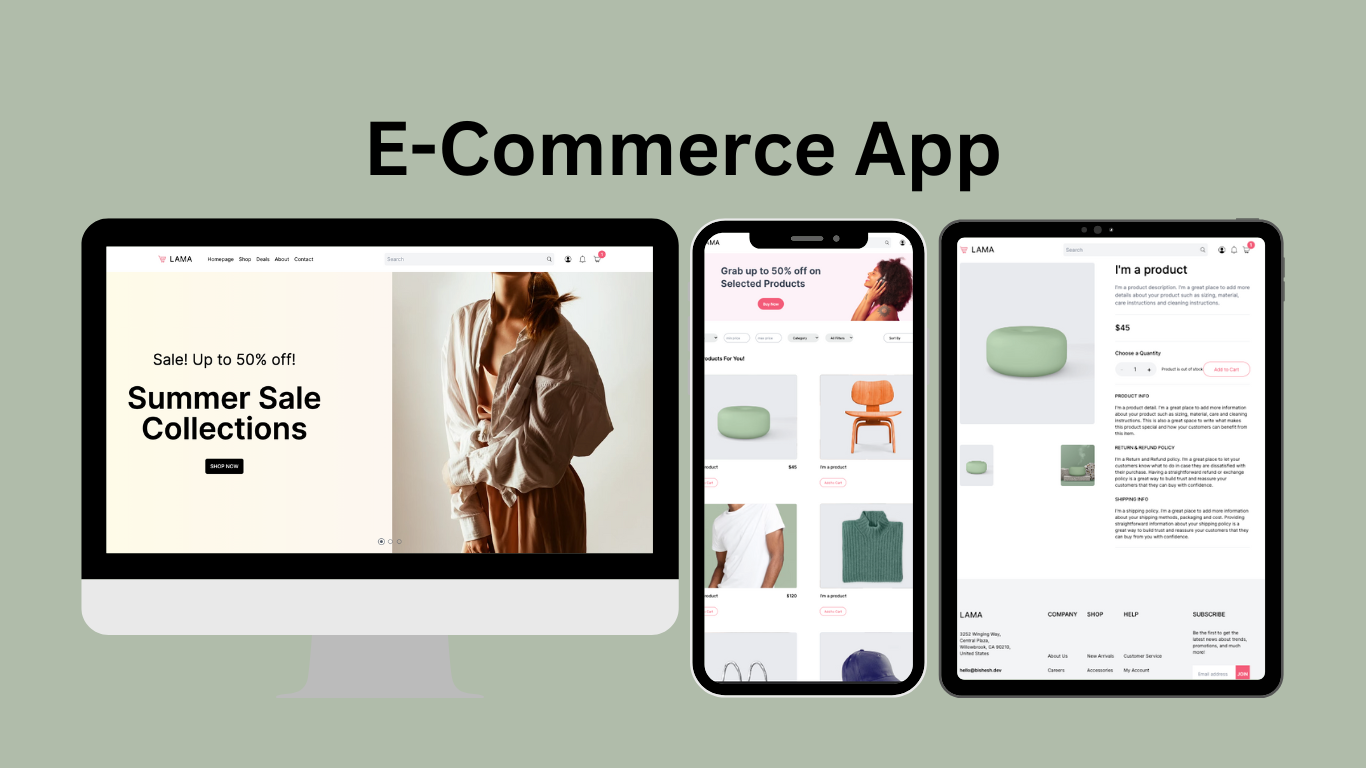 E-Commerce App
LAMA
Homepage Shop Deals About Contact
Search
1
Sale! Up to 50% off!
Summer Sale
Collections
SHOP NOW
AMA
Grab up to 50% off on
Selected Products
Buy Now
min price
max price
Category
All Filters
Sort By
oducts For You!
roduct $45
I'm a product
Cart
Add to Cart
roduct $120
I'm a product
Cart
Add to Cart
LAMA
Search
1
I'm a product
I'm a product description. I'm a great place to add more
details about your product such as sizing, material,
care instructions and cleaning instructions.
$45
Choose a Quantity
- 1 +
Product is out of stock
Add to Cart
PRODUCT INFO
I'm a product detail. I'm a great place to add more information
about your product such as sizing, material, care and cleaning
instructions. This is also a great space to write what makes
this product special and how your customers can benefit from
this item.
RETURN & REFUND POLICY
I'm a Return and Refund policy. I'm a great place to let your
customers know what to do in case they are dissatisfied with
their purchase. Having a straightforward refund or exchange
policy is a great way to build trust and reassure your
customers that they can buy with confidence.
SHIPPING INFO
I'm a shipping policy. I'm a great place to add more information
about your shipping methods, packaging and cost. Providing
straightforward information about your shipping policy is a
great way to build trust and reassure your customers that they
can buy from you with confidence.
LAMA
3252 Winging Way,
Central Plaza,
Willowbrook, CA 90210,
United States
hello@bishesh.dev
COMPANY
About Us
Careers
SHOP
New Arrivals
Accessories
HELP
Customer Service
My Account
SUBSCRIBE
Be the first to get the
latest news about trends,
promotions, and much
more!
Email address
JOIN